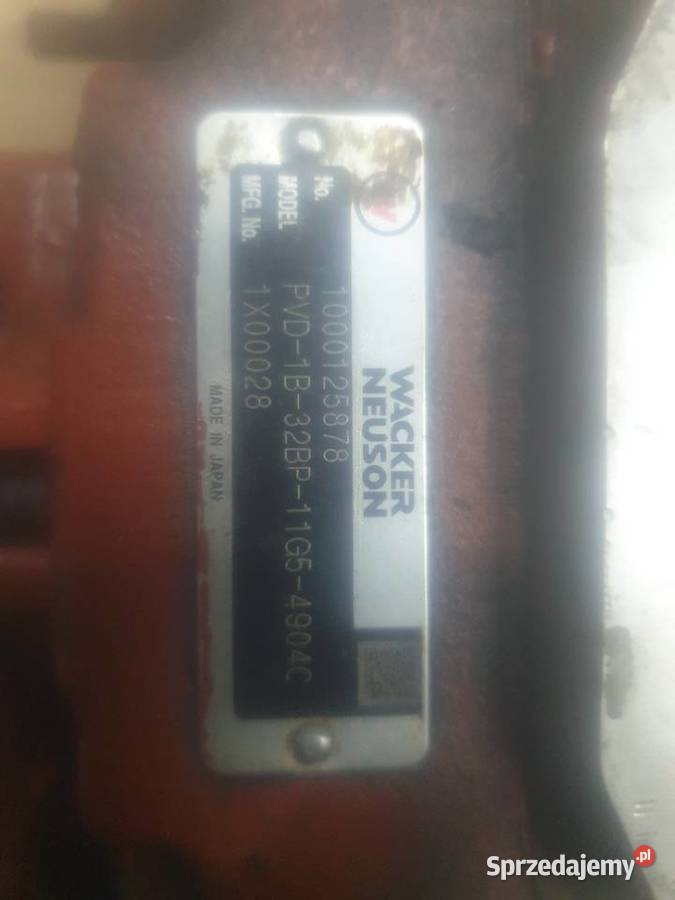 WACKER
NEUSON
No. 1000125878
MODEL PVD-1B-32BP-11G5-4904C
MFG. No. 1X00028
MADE IN JAPAN
Sprzedajemy.pl